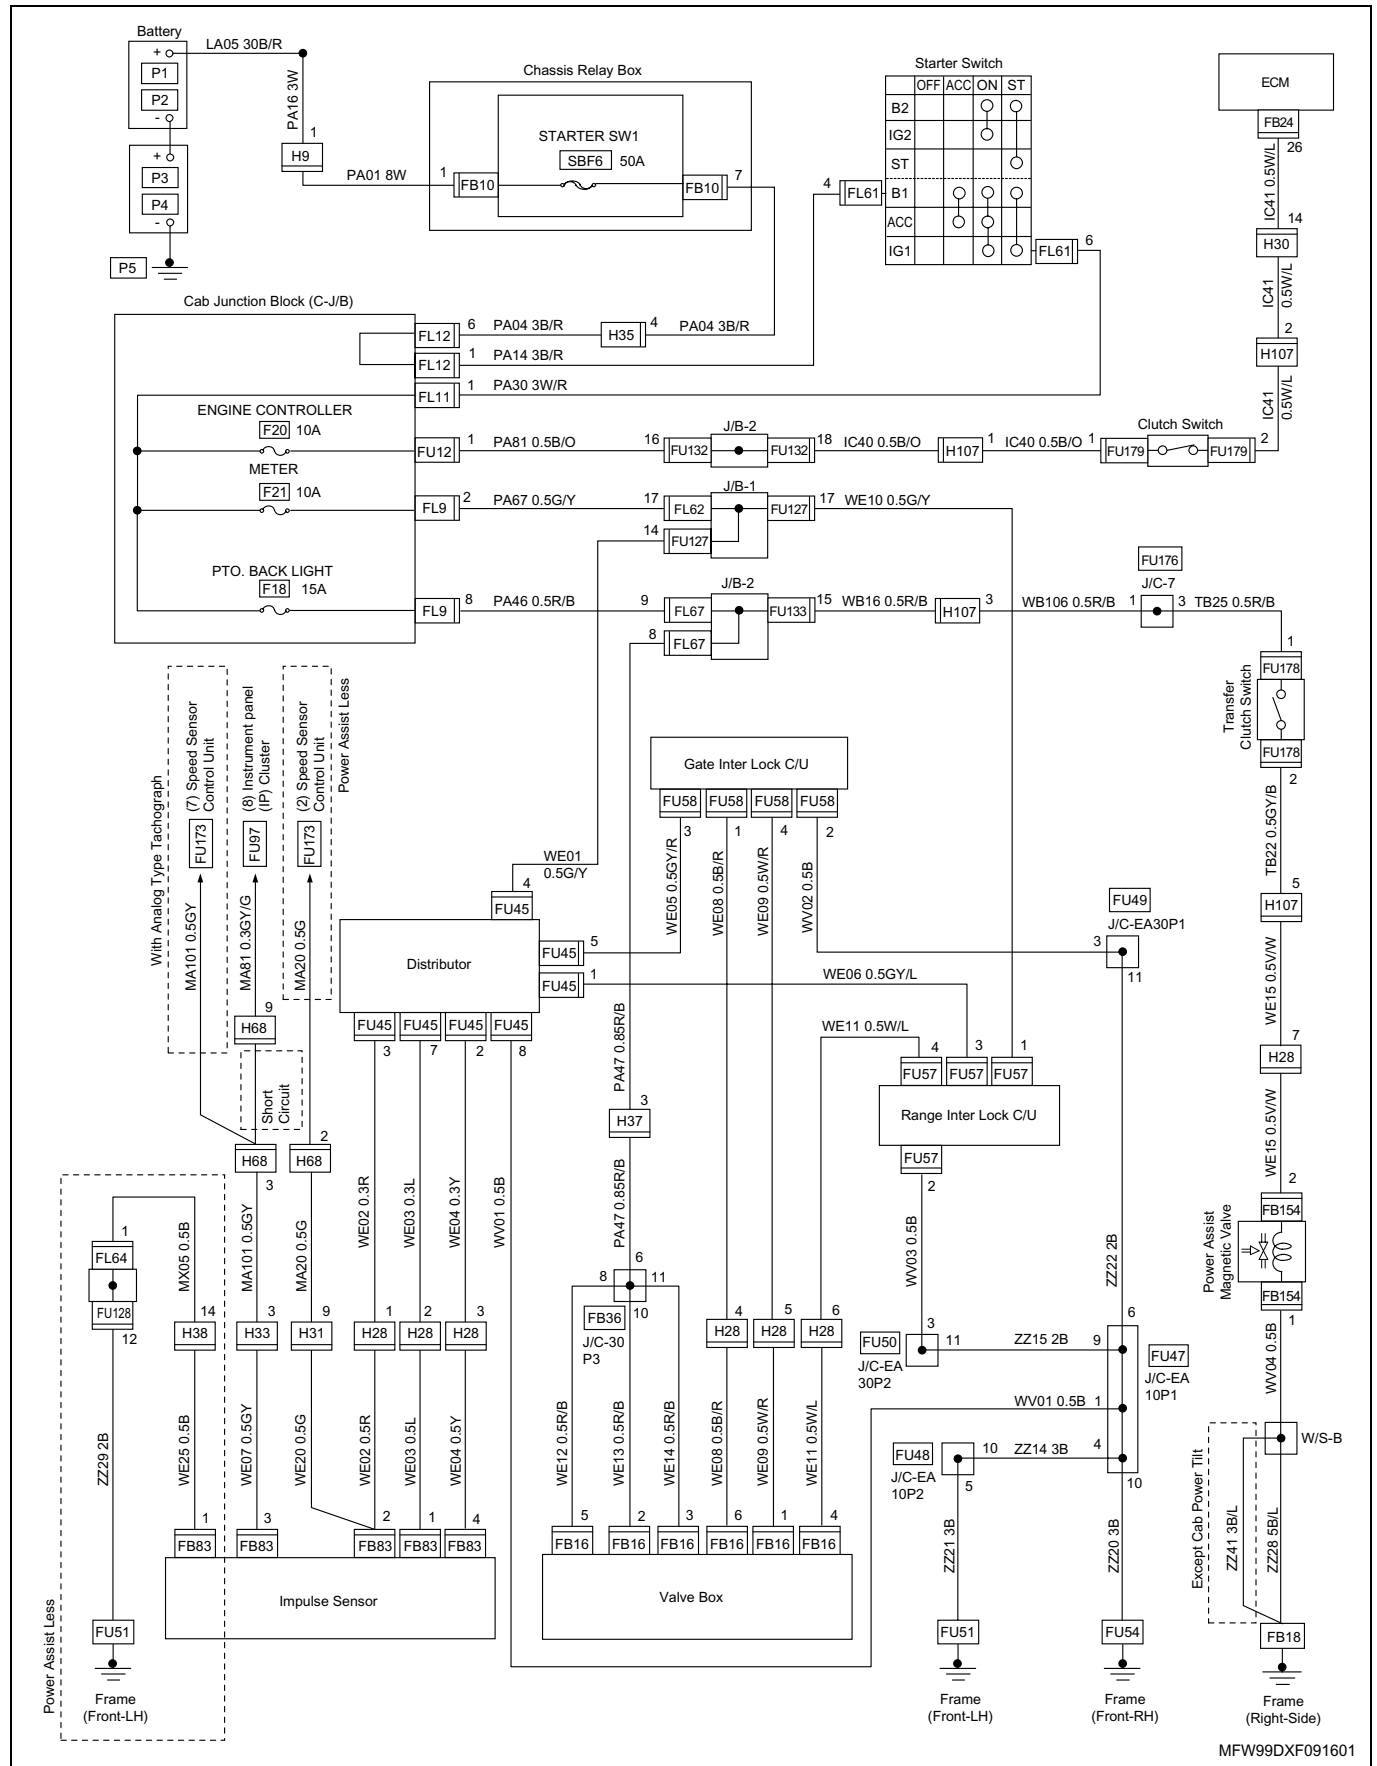 Battery
LA05 30B/R
+
P1
P2
-
+
P3
P4
-
P5
PA16 3W
1
H9
PA01 8W
Chassis Relay Box
STARTER SW1
SBF6 50A
1
FB10
FB10
7
Starter Switch
OFF ACC ON ST
B2
IG2
ST
B1
ACC
IG1
4
FL61
FL61
6
ECM
FB24
26
IC41 0.5W/L
14
H30
IC41
0.5W/L
2
H107
IC41
0.5W/L
Cab Junction Block (C-J/B)
FL12
6
PA04 3B/R
H35
4
PA04 3B/R
FL12
1
PA14 3B/R
FL11
1
PA30 3W/R
ENGINE CONTROLLER
F20 10A
FU12
1
PA81 0.5B/O
16
FU132
J/B-2
FU132
18
IC40 0.5B/O
H107
1
IC40 0.5B/O
1
FU179
Clutch Switch
FU179
2
METER
F21 10A
FL9
2
PA67 0.5G/Y
17
FL62
J/B-1
FU127
17
WE10 0.5G/Y
14
FU127
PTO. BACK LIGHT
F18 15A
FL9
8
PA46 0.5R/B
9
FL67
J/B-2
FU133
15
WB16 0.5R/B
H107
3
WB106 0.5R/B
1
FU176
J/C-7
3
TB25 0.5R/B
8
FL67
1
FU178
Transfer
Clutch Switch
FU178
2
TB22 0.5GY/B
5
H107
WE15 0.5V/W
7
H28
WE15 0.5V/W
2
FB154
Power Assist
Magnetic Valve
FB154
1
WV04 0.5B
W/S-B
Except Cab Power Tilt
ZZ41 3B/L
ZZ28 5B/L
FB18
Frame
(Right-Side)
With Analog Type Tachograph
(7) Speed Sensor
Control Unit
FU173
MA101 0.5GY
(8) Instrument panel
(IP) Cluster
FU97
MA81 0.3GY/G
9
H68
Short
Circuit
(2) Speed Sensor
Control Unit
FU173
Power Assist Less
MA20 0.5G
H68
3
2
H68
Gate Inter Lock C/U
FU58
FU58
FU58
FU58
3
1
4
2
WE05 0.5GY/R
WE08 0.5B/R
WE09 0.5W/R
WV02 0.5B
WE01
0.5G/Y
4
FU45
Distributor
FU45
5
FU45
1
WE06 0.5GY/L
FU45
FU45
FU45
FU45
3
7
2
8
WE11 0.5W/L
FU49
J/C-EA30P1
3
11
4
3
1
FU57
FU57
FU57
Range Inter Lock C/U
FU57
2
WV03 0.5B
ZZ22 2B
PA47 0.85R/B
3
H37
PA47 0.85R/B
6
8
11
10
FB36
J/C-30
P3
WE02 0.3R
WE03 0.3L
WE04 0.3Y
WV01 0.5B
MX05 0.5B
MA101 0.5GY
MA20 0.5G
1
FL64
FU128
12
ZZ29 2B
14
H38
3
H33
9
H31
1
H28
2
H28
3
H28
4
H28
5
H28
6
H28
WE25 0.5B
WE07 0.5GY
WE20 0.5G
WE02 0.5R
WE03 0.5L
WE04 0.5Y
WE12 0.5R/B
WE13 0.5R/B
WE14 0.5R/B
WE08 0.5B/R
WE09 0.5W/R
WE11 0.5W/L
3
FU50
J/C-EA
30P2
11
ZZ15 2B
9
6
FU47
J/C-EA
10P1
WV01 0.5B
1
FU48
J/C-EA
10P2
10
ZZ14 3B
4
5
10
ZZ21 3B
ZZ20 3B
1
FB83
3
FB83
2
FB83
1
FB83
4
FB83
Impulse Sensor
5
FB16
2
FB16
3
FB16
6
FB16
1
FB16
4
FB16
Valve Box
Power Assist Less
FU51
Frame
(Front-LH)
FU51
Frame
(Front-LH)
FU54
Frame
(Front-RH)
MFW99DXF091601